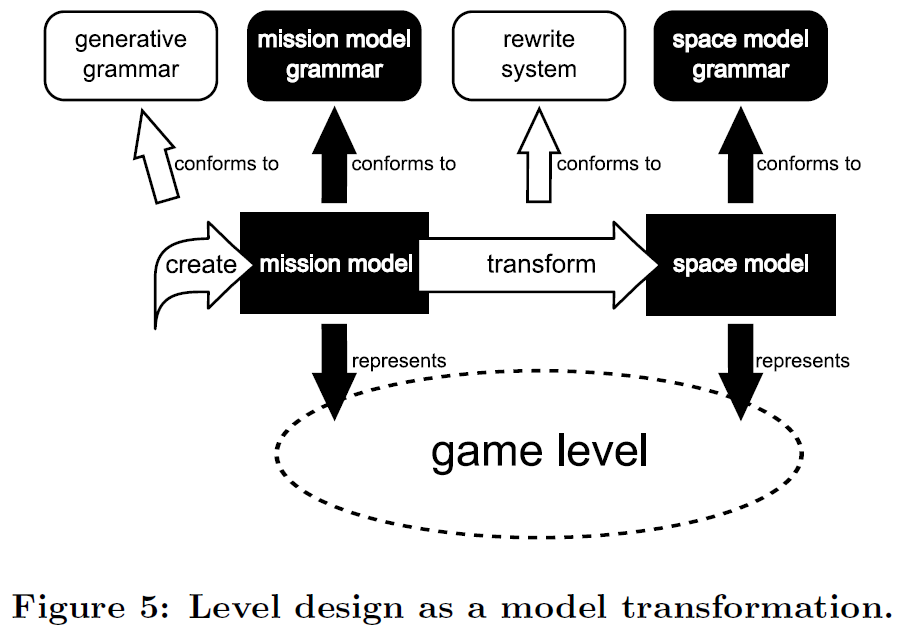 generative
grammar
mission model
grammar
rewrite
system
space model
grammar
conforms to
conforms to
conforms to
conforms to
create
mission model
transform
space model
represents
represents
game level
Figure 5: Level design as a model transformation.